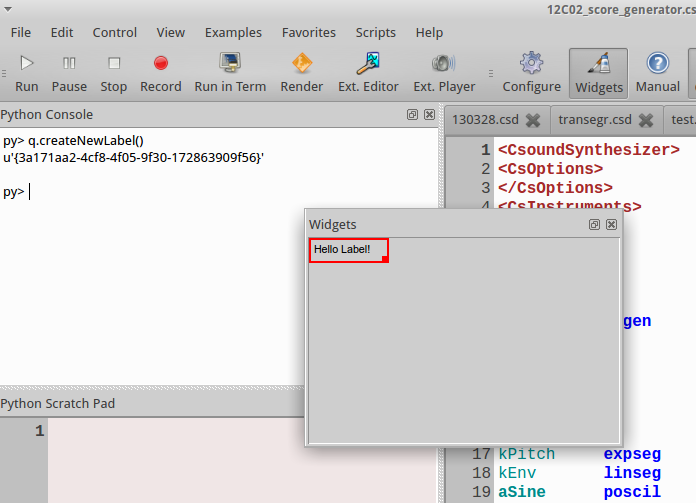 12C02_score_generator.cs
File Edit Control View Examples Favorites Scripts Help
Run Pause Stop Record Run in Term Render Ext. Editor Ext. Player Configure Widgets Manual
Python Console
130328.csd transegr.csd test.
py> q.createNewLabel()
u'{3a171aa2-4cf8-4f05-9f30-172863909f56}'
py>
1 <CsoundSynthesizer>
2 <CsOptions>
3 </CsOptions>
4 <CsInstruments>
Widgets
Hello Label!
gen
Python Scratch Pad
1
17 kPitch expseg
18 kEnv linseg
19 aSine poscil